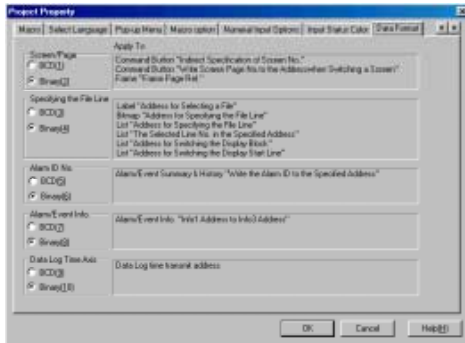 Project Property
Macro
Select Language
Pop-up Menu
Macro option
Numeral Input Options
Input Status Color
Data Format
Apply To
Screen/Page
BCD(1)
Binary(2)
Command Button "Indirect Specification of Screen No."
Command Button "Write Screen Page No.to the Addresswhen Switching a Screen"
Frame "Frame Page Ref."
Specifying the File Line
BCD(3)
Binary(4)
Label "Address for Selecting a File"
Bitmap "Address for Specifying the File Line"
List "Address for Specifying the File Line"
List "The Selected Line No. in the Specified Address"
List "Address for Switching the Display Block"
List "Address for Switching the Display Start Line"
Alarm ID No.
BCD(5)
Binary(6)
Alarm/Event Summary & History "Write the Alarm ID to the Specified Address"
Alarm/Event Info.
BCD(7)
Binary(8)
Alarm/Event Info. "Info1 Address to Info3 Address"
Data Log Time Axis
BCD(9)
Binary(10)
Data Log time transmit address
OK
Cancel
Help(H)